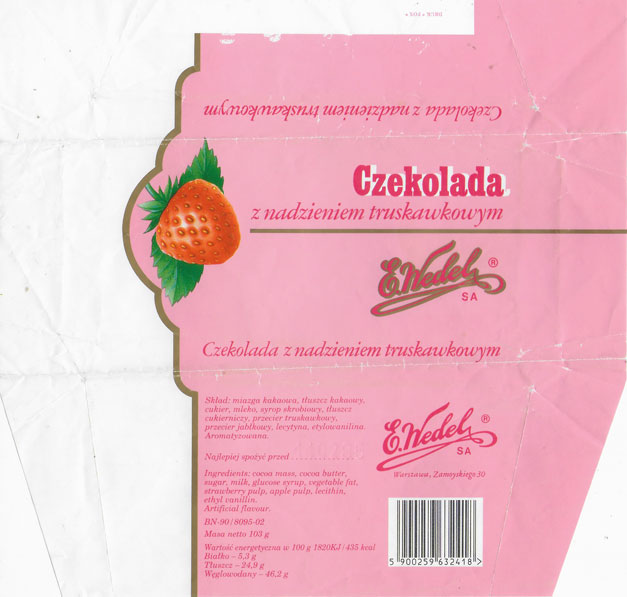 Czekolada z nadzieniem truskawkowym
Czekolada
z nadzieniem truskawkowym
E.Wedel ®
SA
Czekolada z nadzieniem truskawkowym
Skład: miazga kakaowa, tłuszcz kakaowy,
cukier, mleko, syrop skrobiowy, tłuszcz
cukierniczy, przecier truskawkowy,
przecier jabłkowy, lecytyna, etylowanilina.
Aromatyzowana.
Najlepiej spożyć przed
Ingredients: cocoa mass, cocoa butter,
sugar, milk, glucose syrup, vegetable fat,
strawberry pulp, apple pulp, lecithin,
ethyl vanillin.
Artificial flavour.
BN-90/8095-02
Masa netto 103 g
Wartość energetyczna w 100 g 1820KJ/435 kcal
Białko – 5,3 g
Tłuszcz – 24,9 g
Węglowodany – 46,2 g
E.Wedel ®
SA
Warszawa, Zamoyskiego 30
5 900259 632418 >